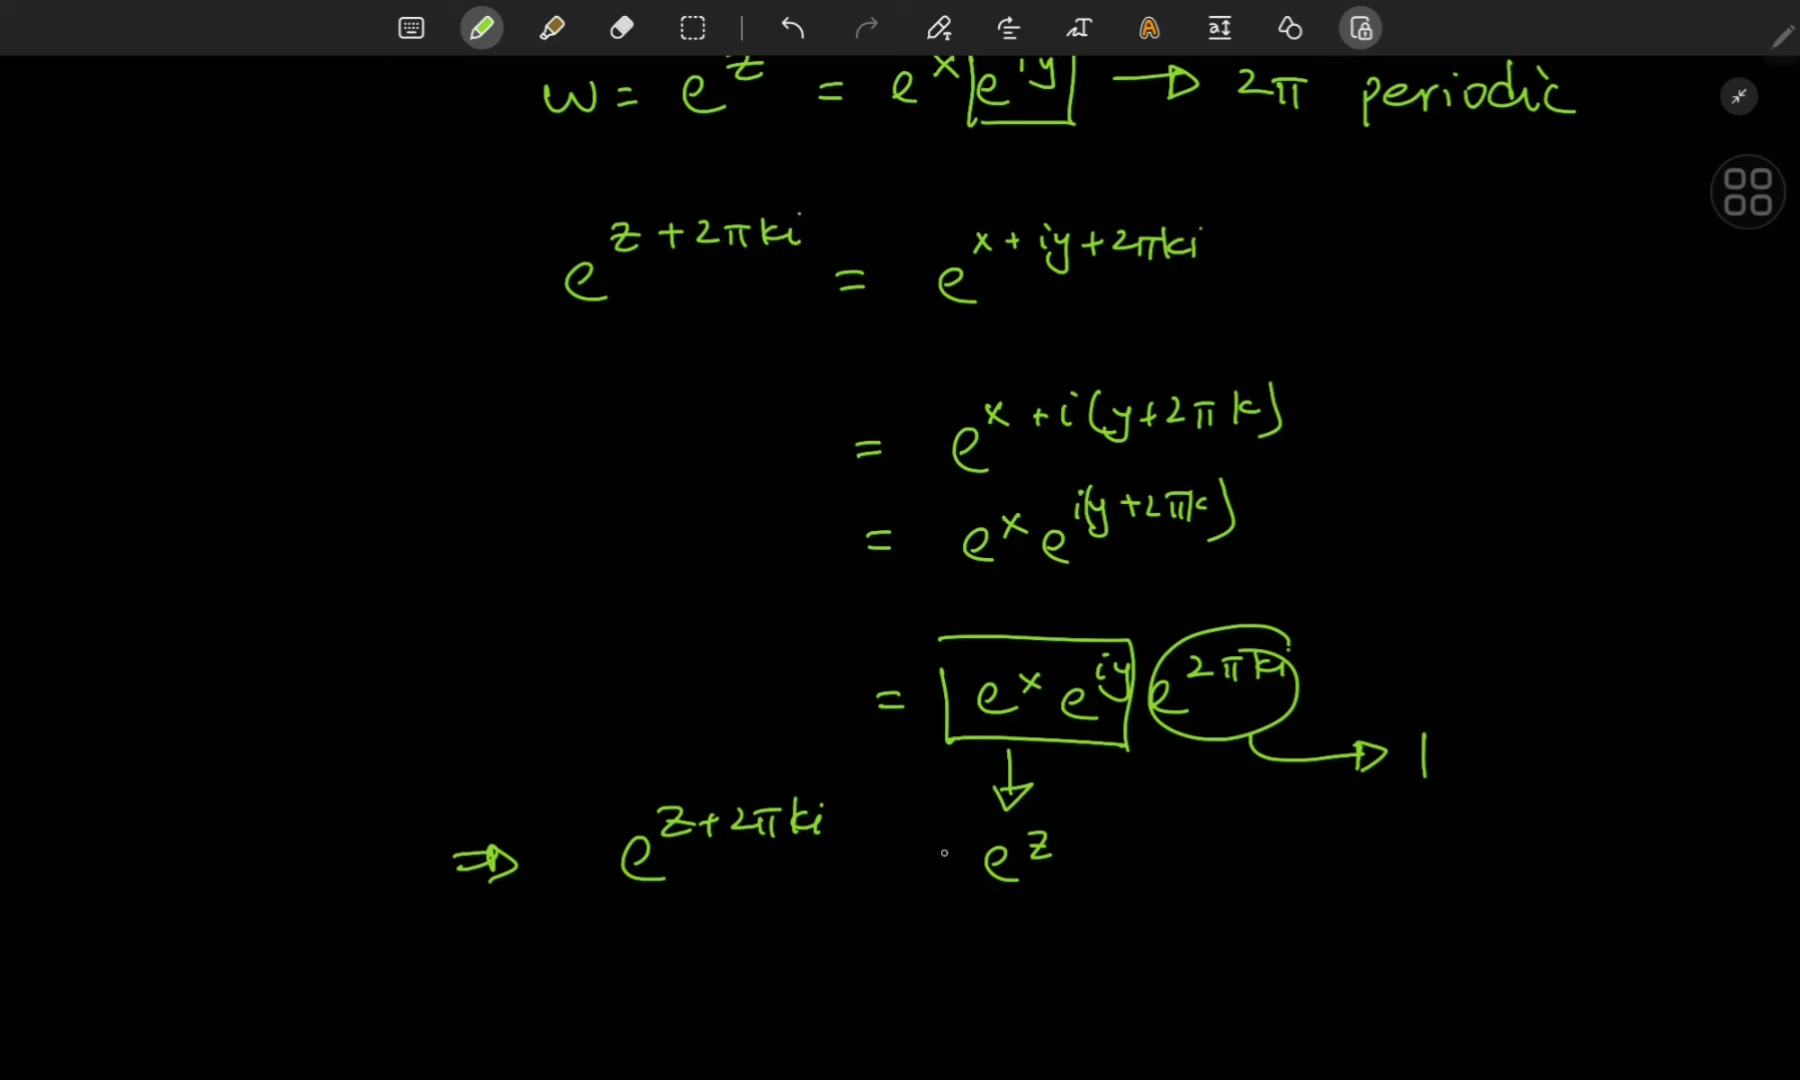 w = e^z = e^x e^{iy} → 2π periodic
e^{z+2πki} = e^{x+iy+2πki}
= e^{x+i(y+2πk)}
= e^x e^{i(y+2πk)}
= e^x e^{iy} e^{2πki} → 1
⇒ e^{z+2πki} e^z